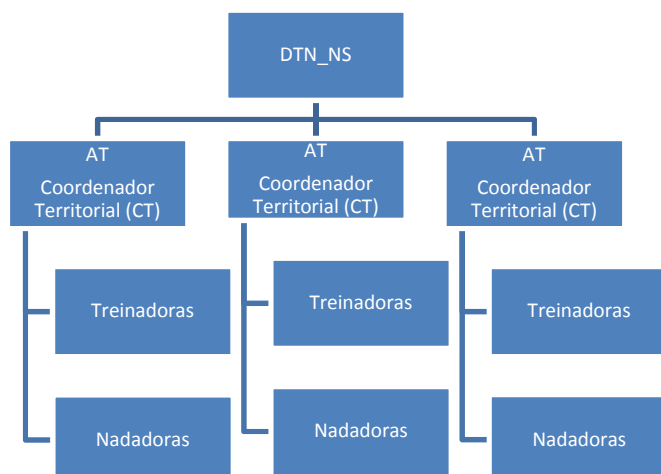 DTN_NS
AT
Coordenador
Territorial (CT)
AT
Coordenador
Territorial (CT)
AT
Coordenador
Territorial (CT)
Treinadoras
Treinadoras
Treinadoras
Nadadoras
Nadadoras
Nadadoras